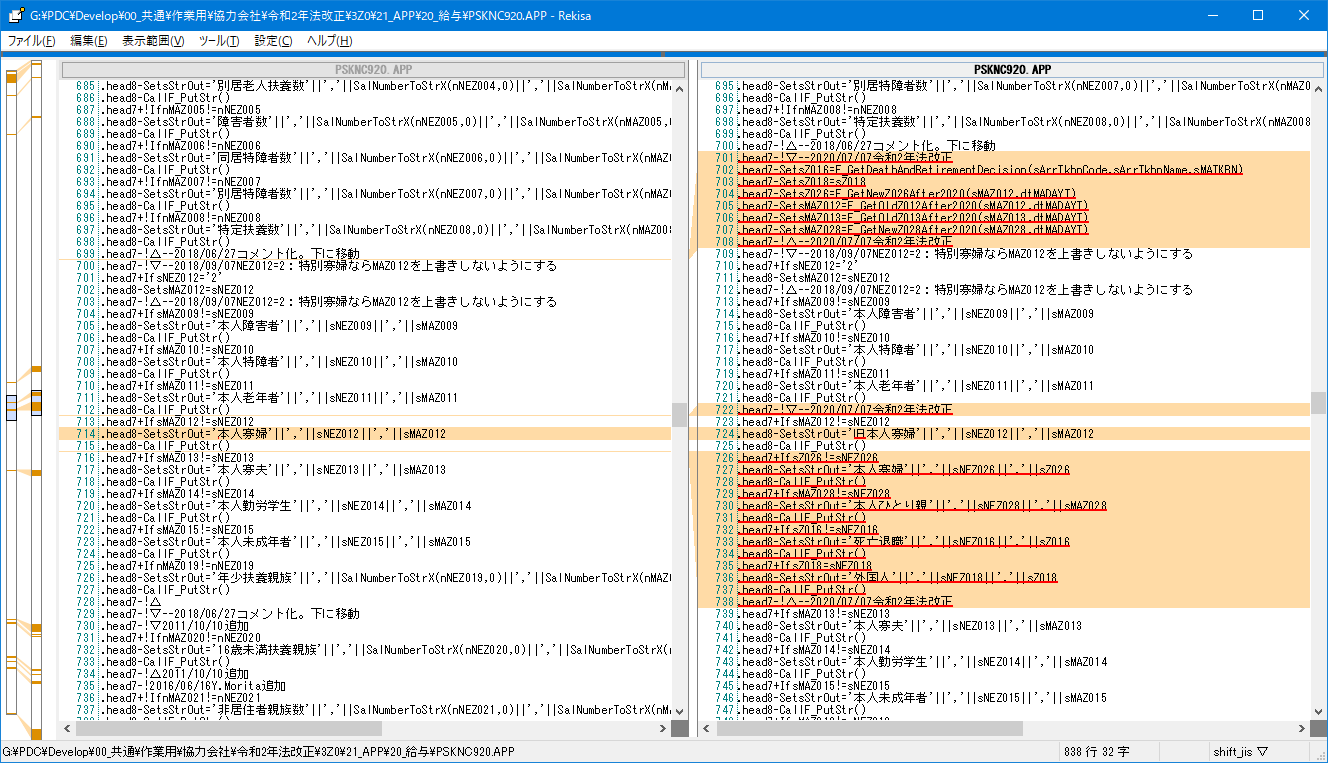 G:¥PDC¥Develop¥00_共通¥作業用¥協力会社¥令和2年法改正¥3Z0¥21_APP¥20_給与¥PSKNC920.APP - Rekisa
ファイル(F) 編集(E) 表示範囲(V) ツール(T) 設定(C) ヘルプ(H)
PSKNC920.APP
685 .head8-SetsStrOut='別居老人扶養数'||','||SalNumberToStrX(nNEZ004,0)||','||SalNumberToStrX(nM
686 .head8-CallF_PutStr()
687 .head7+!IfnMAZ005!=nNEZ005
688 .head8-SetsStrOut='障害者数'||','||SalNumberToStrX(nNEZ005,0)||','||SalNumberToStrX(nMAZ005,0
689 .head8-CallF_PutStr()
690 .head7+!IfnMAZ006!=nNEZ006
691 .head8-SetsStrOut='同居特障者数'||','||SalNumberToStrX(nNEZ006,0)||','||SalNumberToStrX(nMAZ
692 .head8-CallF_PutStr()
693 .head7+!IfnMAZ007!=nNEZ007
694 .head8-SetsStrOut='別居特障者数'||','||SalNumberToStrX(nNEZ007,0)||','||SalNumberToStrX(nMAZ
695 .head8-CallF_PutStr()
696 .head7+!IfnMAZ008!=nNEZ008
697 .head8-SetsStrOut='特定扶養数'||','||SalNumberToStrX(nNEZ008,0)||','||SalNumberToStrX(nMAZ008
698 .head8-CallF_PutStr()
699 .head7-!△--2018/06/27コメント化。下に移動
700 .head7-!▽--2018/09/07NEZ012=2：特別寡婦ならMAZ012を上書きしないようにする
701 .head7+IfsNEZ012='2'
702 .head8-SetsMAZ012=sNEZ012
703 .head7-!△--2018/09/07NEZ012=2：特別寡婦ならMAZ012を上書きしないようにする
704 .head7+IfsMAZ009!=sNEZ009
705 .head8-SetsStrOut='本人障害者'||','||sNEZ009||','||sMAZ009
706 .head8-CallF_PutStr()
707 .head7+IfsMAZ010!=sNEZ010
708 .head8-SetsStrOut='本人特障者'||','||sNEZ010||','||sMAZ010
709 .head8-CallF_PutStr()
710 .head7+IfsMAZ011!=sNEZ011
711 .head8-SetsStrOut='本人老年者'||','||sNEZ011||','||sMAZ011
712 .head8-CallF_PutStr()
713 .head7+IfsMAZ012!=sNEZ012
714 .head8-SetsStrOut='本人寡婦'||','||sNEZ012||','||sMAZ012
715 .head8-CallF_PutStr()
716 .head7+IfsMAZ013!=sNEZ013
717 .head8-SetsStrOut='本人寡夫'||','||sNEZ013||','||sMAZ013
718 .head8-CallF_PutStr()
719 .head7+IfsMAZ014!=sNEZ014
720 .head8-SetsStrOut='本人勤労学生'||','||sNEZ014||','||sMAZ014
721 .head8-CallF_PutStr()
722 .head7+IfsMAZ015!=sNEZ015
723 .head8-SetsStrOut='本人未成年者'||','||sNEZ015||','||sMAZ015
724 .head8-CallF_PutStr()
725 .head7+IfnMAZ019!=nNEZ019
726 .head8-SetsStrOut='年少扶養親族'||','||SalNumberToStrX(nNEZ019,0)||','||SalNumberToStrX(nMAZ
727 .head8-CallF_PutStr()
728 .head7-!△
729 .head7-!▽--2018/06/27コメント化。下に移動
730 .head7-!▽2011/10/10追加
731 .head7+!IfnMAZ020!=nNEZ020
732 .head8-SetsStrOut='16歳未満扶養親族'||','||SalNumberToStrX(nNEZ020,0)||','||SalNumberToStrX(
733 .head8-CallF_PutStr()
734 .head7-!△2011/10/10追加
735 .head7-!2016/06/16Y.Morita追加
736 .head7+!IfnMAZ021!=nNEZ021
737 .head8-SetsStrOut='非居住者親族数'||','||SalNumberToStrX(nNEZ021,0)||','||SalNumberToStrX(nM
PSKNC920.APP
695 .head8-SetsStrOut='別居特障者数'||','||SalNumberToStrX(nNEZ007,0)||','||SalNumberToStrX(nMAZ0
696 .head8-CallF_PutStr()
697 .head7+!IfnMAZ008!=nNEZ008
698 .head8-SetsStrOut='特定扶養数'||','||SalNumberToStrX(nNEZ008,0)||','||SalNumberToStrX(nMAZ008
699 .head8-CallF_PutStr()
700 .head7-!△--2018/06/27コメント化。下に移動
701 .head7-!▽--2020/07/07令和2年法改正
702 .head7-SetsZ016=F_GetDeathAndRetirementDecision(sArrTkbnCode,sArrTkbnName,sMATKBN)
703 .head7-SetsZ018=sZ018
704 .head7-SetsZ026=F_GetNewZ026After2020(sMAZ012,dtMADAYT)
705 .head7-SetsMAZ012=F_GetOldZ012After2020(sMAZ012,dtMADAYT)
706 .head7-SetsMAZ013=F_GetOldZ013After2020(sMAZ013,dtMADAYT)
707 .head7-SetsMAZ028=F_GetNewZ028After2020(sMAZ028,dtMADAYT)
708 .head7-!△--2020/07/07令和2年法改正
709 .head7-!▽--2018/09/07NEZ012=2：特別寡婦ならMAZ012を上書きしないようにする
710 .head7+IfsNEZ012='2'
711 .head8-SetsMAZ012=sNEZ012
712 .head7-!△--2018/09/07NEZ012=2：特別寡婦ならMAZ012を上書きしないようにする
713 .head7+IfsMAZ009!=sNEZ009
714 .head8-SetsStrOut='本人障害者'||','||sNEZ009||','||sMAZ009
715 .head8-CallF_PutStr()
716 .head7+IfsMAZ010!=sNEZ010
717 .head8-SetsStrOut='本人特障者'||','||sNEZ010||','||sMAZ010
718 .head8-CallF_PutStr()
719 .head7+IfsMAZ011!=sNEZ011
720 .head8-SetsStrOut='本人老年者'||','||sNEZ011||','||sMAZ011
721 .head8-CallF_PutStr()
722 .head7-!▽--2020/07/07令和2年法改正
723 .head7+IfsMAZ012!=sNEZ012
724 .head8-SetsStrOut='旧本人寡婦'||','||sNEZ012||','||sMAZ012
725 .head8-CallF_PutStr()
726 .head7+IfsZ026!=sNEZ026
727 .head8-SetsStrOut='本人寡婦'||','||sNEZ026||','||sZ026
728 .head8-CallF_PutStr()
729 .head7+IfsMAZ028!=sNEZ028
730 .head8-SetsStrOut='本人ひとり親'||','||sNEZ028||','||sMAZ028
731 .head8-CallF_PutStr()
732 .head7+IfsZ016!=sNEZ016
733 .head8-SetsStrOut='死亡退職'||','||sNEZ016||','||sZ016
734 .head8-CallF_PutStr()
735 .head7+IfsZ018=sNEZ018
736 .head8-SetsStrOut='外国人'||','||sNEZ018||','||sZ018
737 .head8-CallF_PutStr()
738 .head7-!△--2020/07/07令和2年法改正
739 .head7+IfsMAZ013!=sNEZ013
740 .head8-SetsStrOut='本人寡夫'||','||sNEZ013||','||sMAZ013
741 .head8-CallF_PutStr()
742 .head7+IfsMAZ014!=sNEZ014
743 .head8-SetsStrOut='本人勤労学生'||','||sNEZ014||','||sMAZ014
744 .head8-CallF_PutStr()
745 .head7+IfsMAZ015!=sNEZ015
746 .head8-SetsStrOut='本人未成年者'||','||sNEZ015||','||sMAZ015
747 .head8-CallF_PutStr()
G:¥PDC¥Develop¥00_共通¥作業用¥協力会社¥令和2年法改正¥3Z0¥21_APP¥20_給与¥PSKNC920.APP
838 行 32 字
shift_jis ▽